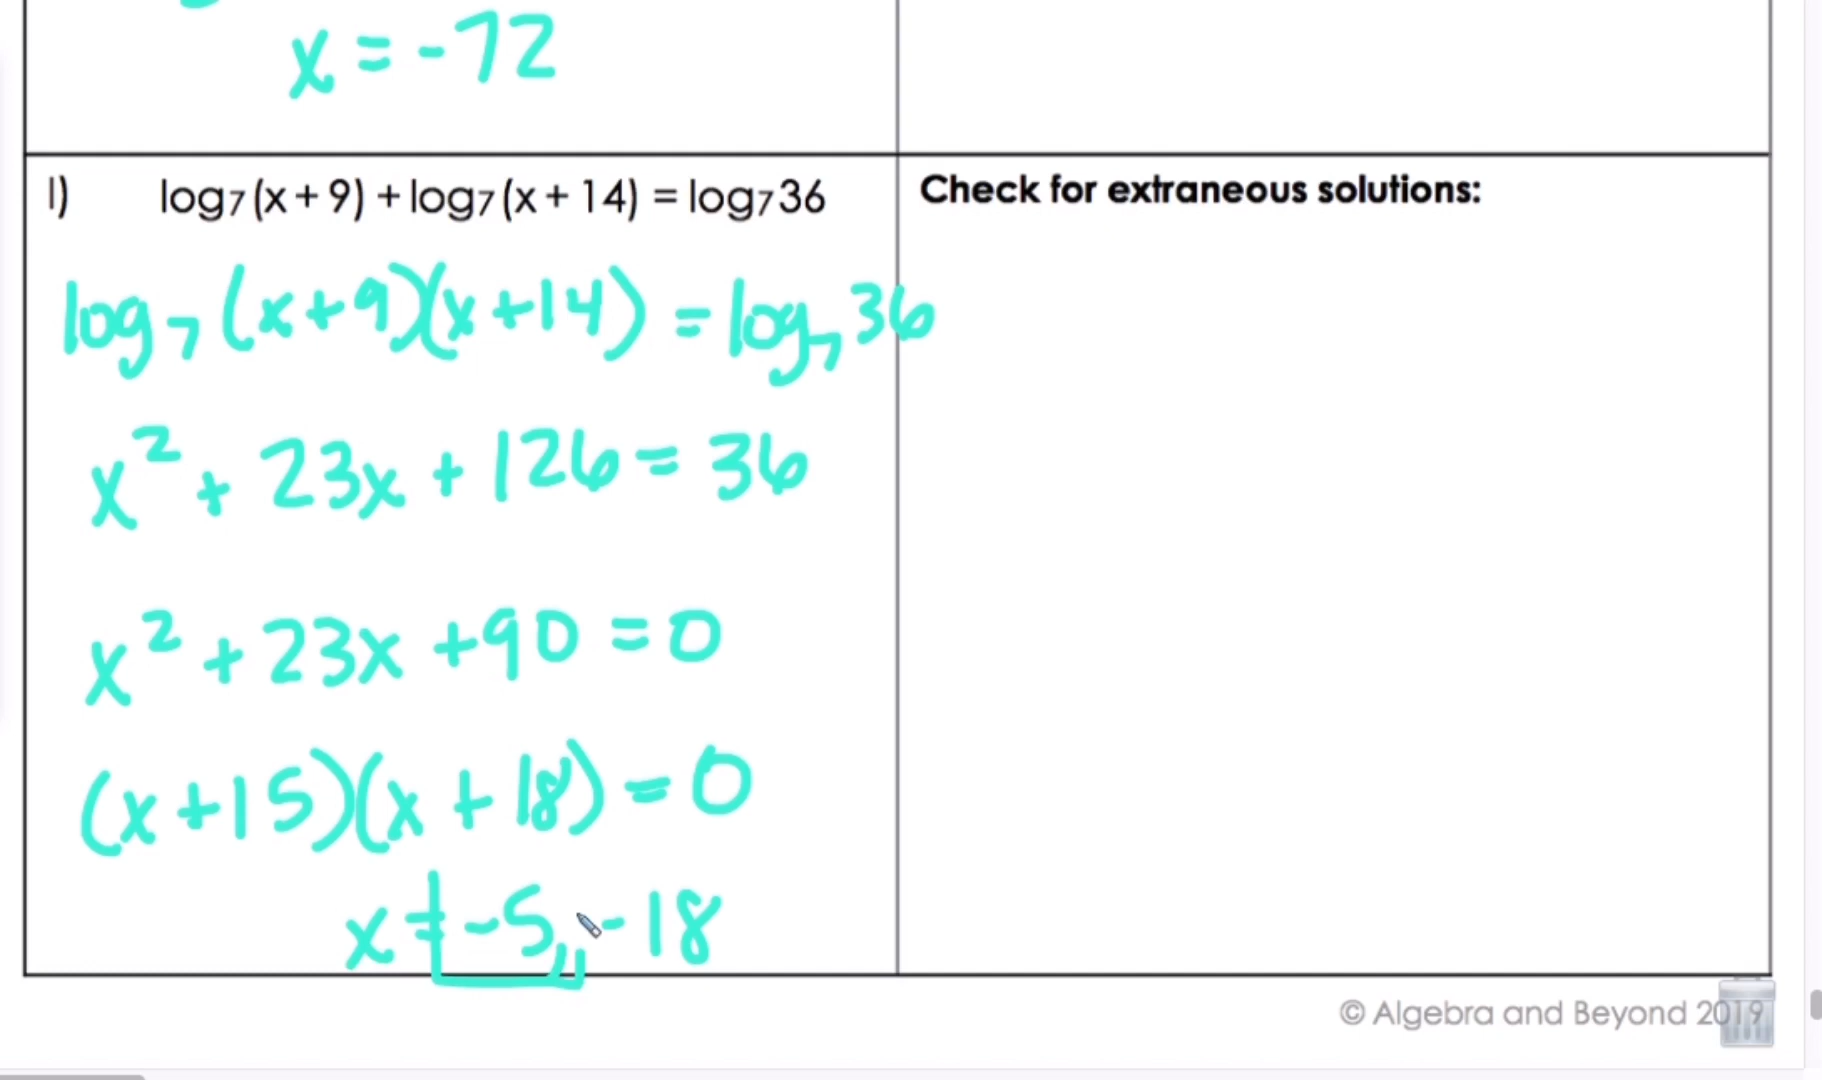 x = -72
l) log₇(x + 9) + log₇(x + 14) = log₇36
Check for extraneous solutions:
log₇(x+9)(x+14) = log₇36
x² + 23x + 126 = 36
x² + 23x + 90 = 0
(x+15)(x+18) = 0
x = -5, -18
© Algebra and Beyond 2019